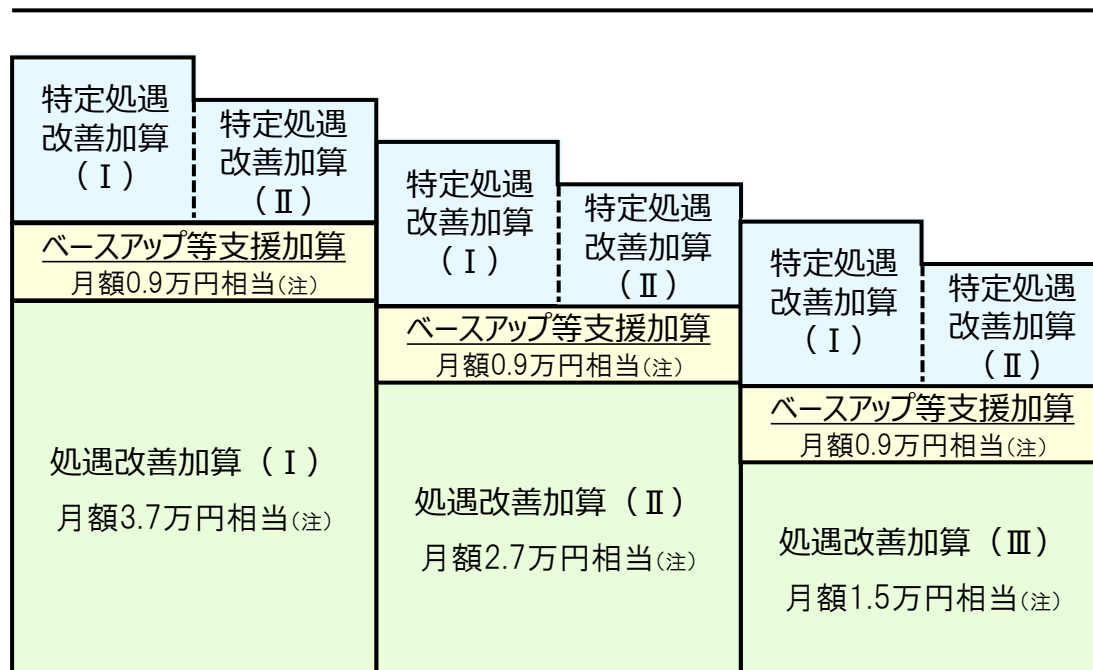 特定処遇
改善加算
（Ⅰ）
特定処遇
改善加算
（Ⅱ）
ベースアップ等支援加算
月額0.9万円相当(注)
処遇改善加算（Ⅰ）
月額3.7万円相当(注)
特定処遇
改善加算
（Ⅰ）
特定処遇
改善加算
（Ⅱ）
ベースアップ等支援加算
月額0.9万円相当(注)
処遇改善加算（Ⅱ）
月額2.7万円相当(注)
特定処遇
改善加算
（Ⅰ）
特定処遇
改善加算
（Ⅱ）
ベースアップ等支援加算
月額0.9万円相当(注)
処遇改善加算（Ⅲ）
月額1.5万円相当(注)